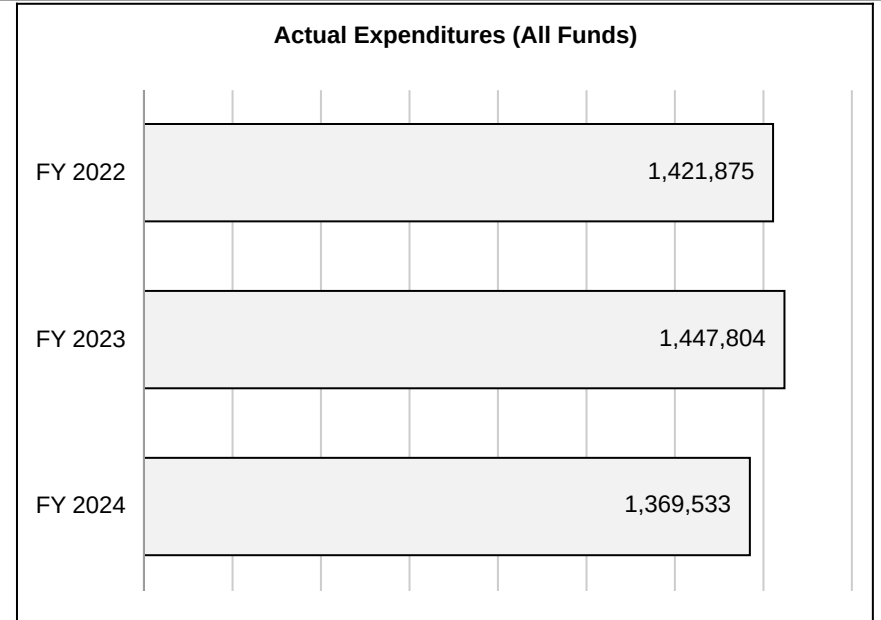 Actual Expenditures (All Funds)
FY 2022 1,421,875
FY 2023 1,447,804
FY 2024 1,369,533